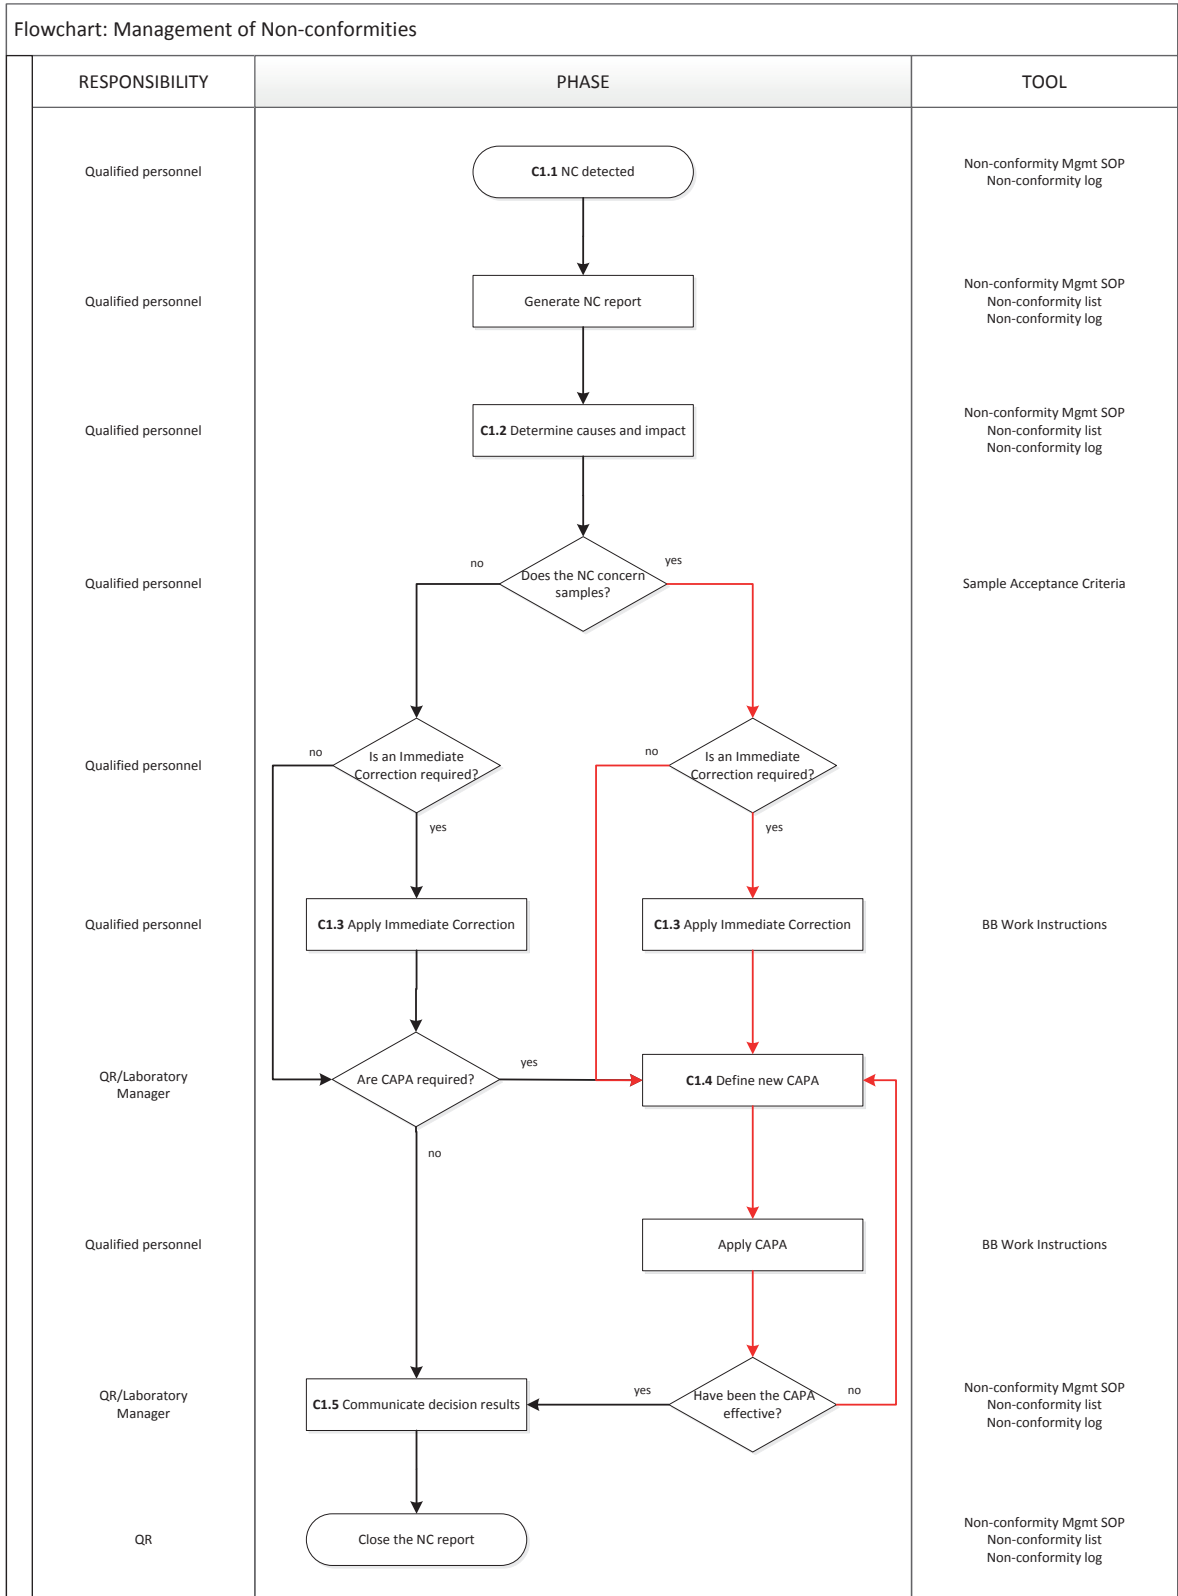 Flowchart: Management of Non-conformities
RESPONSIBILITY
PHASE
TOOL
Qualified personnel
C1.1 NC detected
Non-conformity Mgmt SOP
Non-conformity log
Qualified personnel
Generate NC report
Non-conformity Mgmt SOP
Non-conformity list
Non-conformity log
Qualified personnel
C1.2 Determine causes and impact
Non-conformity Mgmt SOP
Non-conformity list
Non-conformity log
no
yes
Qualified personnel
Does the NC concern
samples?
Sample Acceptance Criteria
no
no
Qualified personnel
Is an Immediate
Correction required?
Is an Immediate
Correction required?
yes
yes
Qualified personnel
C1.3 Apply Immediate Correction
C1.3 Apply Immediate Correction
BB Work Instructions
QR/Laboratory
Manager
Are CAPA required?
yes
C1.4 Define new CAPA
no
Qualified personnel
Apply CAPA
BB Work Instructions
QR/Laboratory
Manager
C1.5 Communicate decision results
yes
Have been the CAPA
effective?
no
Non-conformity Mgmt SOP
Non-conformity list
Non-conformity log
QR
Close the NC report
Non-conformity Mgmt SOP
Non-conformity list
Non-conformity log